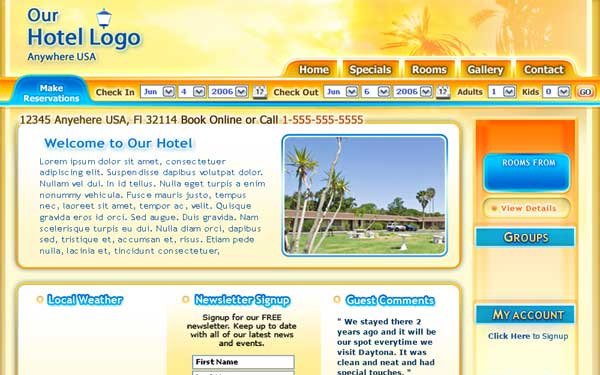 Our
Hotel Logo
Anywhere USA
Home Specials Rooms Gallery Contact
Make
Reservations
Check In Jun 4 2006 Check Out Jun 6 2006 Adults 1 Kids 0 GO
12345 Anyehere USA, Fl 32114 Book Online or Call 1-555-555-5555
Welcome to Our Hotel
Lorem ipsum dolor sit amet, consectetuer
adipiscing elit. Suspendisse dapibus volutpat dolor.
Nullam vel dui. In id tellus. Nulla eget turpis a enim
nonummy vehicula. Fusce mauris justo, tempus
nec, laoreet sit amet, tempor ac, velit. Quisque
gravida eros id orci. Sed augue. Duis gravida. Nam
scelerisque turpis eu dui. Nulla diam orci, dapibus
sed, tristique et, accumsan et, risus. Etiam pede
nulla, lacinia et, tincidunt consectetuer,
ROOMS FROM
View Details
GROUPS
MY ACCOUNT
Click Here to Signup
Local Weather
Newsletter Signup
Signup for our FREE
newsletter. Keep up to date
with all of our latest news
and events.
First Name
Guest Comments
" We stayed there 2
years ago and it will be
our spot everytime we
visit Daytona. It was
clean and neat and had
special touches. "